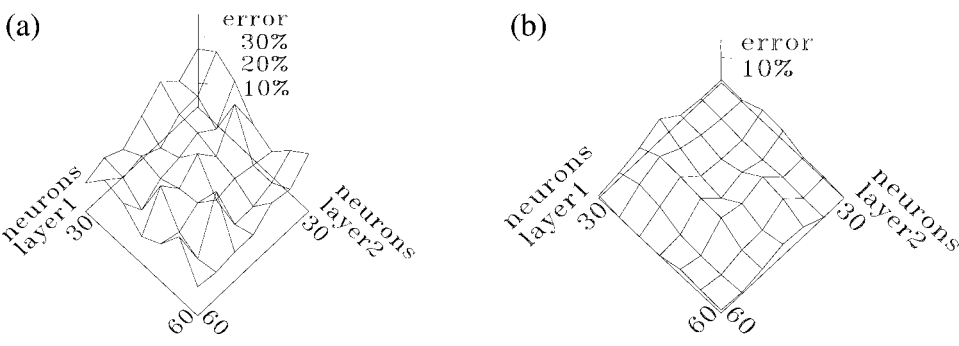 (a)
error
30%
20%
10%
neurons
layer1
30
neurons
layer2
30
60
60
(b)
error
10%
neurons
layer1
30
neurons
layer2
30
60
60